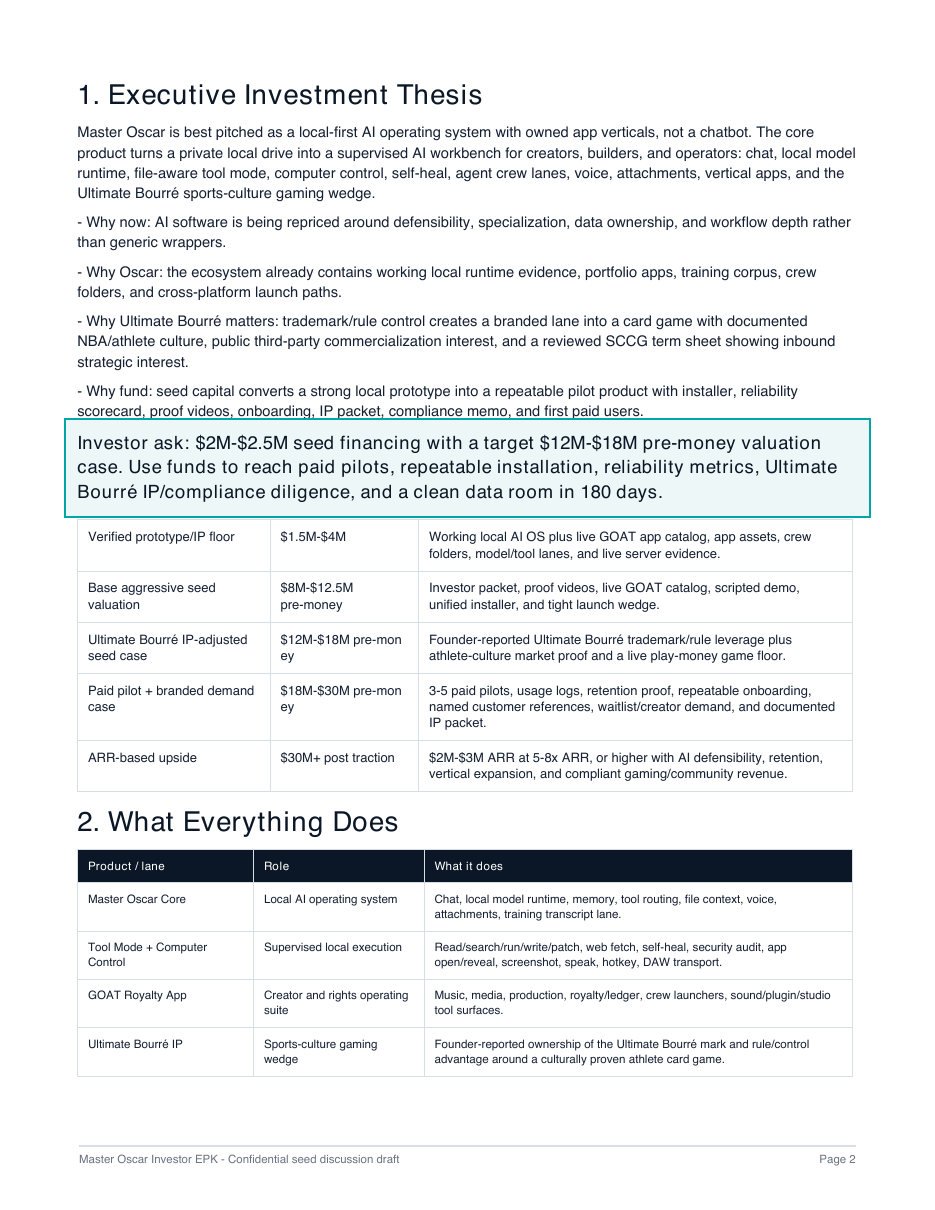 1. Executive Investment Thesis
Master Oscar is best pitched as a local-first AI operating system with owned app verticals, not a chatbot. The core
product turns a private local drive into a supervised AI workbench for creators, builders, and operators: chat, local model
runtime, file-aware tool mode, computer control, self-heal, agent crew lanes, voice, attachments, vertical apps, and the
Ultimate Bourré sports-culture gaming wedge.
- Why now: AI software is being repriced around defensibility, specialization, data ownership, and workflow depth rather
than generic wrappers.
- Why Oscar: the ecosystem already contains working local runtime evidence, portfolio apps, training corpus, crew
folders, and cross-platform launch paths.
- Why Ultimate Bourré matters: trademark/rule control creates a branded lane into a card game with documented
NBA/athlete culture, public third-party commercialization interest, and a reviewed SCCG term sheet showing inbound
strategic interest.
- Why fund: seed capital converts a strong local prototype into a repeatable pilot product with installer, reliability
scorecard, proof videos, onboarding, IP packet, compliance memo, and first paid users.
Investor ask: $2M-$2.5M seed financing with a target $12M-$18M pre-money valuation
case. Use funds to reach paid pilots, repeatable installation, reliability metrics, Ultimate
Bourré IP/compliance diligence, and a clean data room in 180 days.
Verified prototype/IP floor
$1.5M-$4M
Working local AI OS plus live GOAT app catalog, app assets, crew
folders, model/tool lanes, and live server evidence.
Base aggressive seed
valuation
$8M-$12.5M
pre-money
Investor packet, proof videos, live GOAT catalog, scripted demo,
unified installer, and tight launch wedge.
Ultimate Bourré IP-adjusted
seed case
$12M-$18M pre-mon
ey
Founder-reported Ultimate Bourré trademark/rule leverage plus
athlete-culture market proof and a live play-money game floor.
Paid pilot + branded demand
case
$18M-$30M pre-mon
ey
3-5 paid pilots, usage logs, retention proof, repeatable onboarding,
named customer references, waitlist/creator demand, and documented
IP packet.
ARR-based upside
$30M+ post traction
$2M-$3M ARR at 5-8x ARR, or higher with AI defensibility, retention,
vertical expansion, and compliant gaming/community revenue.
2. What Everything Does
Product / lane
Role
What it does
Master Oscar Core
Local AI operating system
Chat, local model runtime, memory, tool routing, file context, voice,
attachments, training transcript lane.
Tool Mode + Computer
Control
Supervised local execution
Read/search/run/write/patch, web fetch, self-heal, security audit, app
open/reveal, screenshot, speak, hotkey, DAW transport.
GOAT Royalty App
Creator and rights operating
suite
Music, media, production, royalty/ledger, crew launchers, sound/plugin/studio
tool surfaces.
Ultimate Bourré IP
Sports-culture gaming
wedge
Founder-reported ownership of the Ultimate Bourré mark and rule/control
advantage around a culturally proven athlete card game.
Master Oscar Investor EPK - Confidential seed discussion draft
Page 2